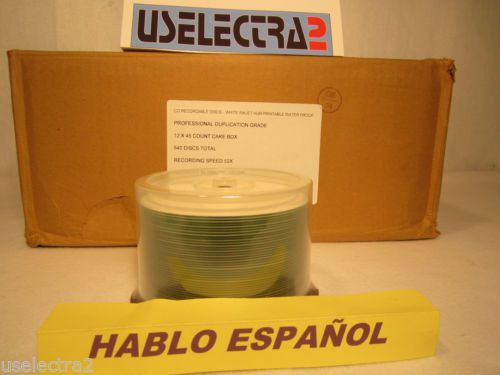 USELECTRA2
CD RECORDABLE DISCS - WHITE INKJET HUB PRINTABLE WATER PROOF
PROFESSIONAL DUPLICATION GRADE
12 X 45 COUNT CAKE BOX
540 DISCS TOTAL
RECORDING SPEED 52X
HABLO ESPAÑOL
uselectra2